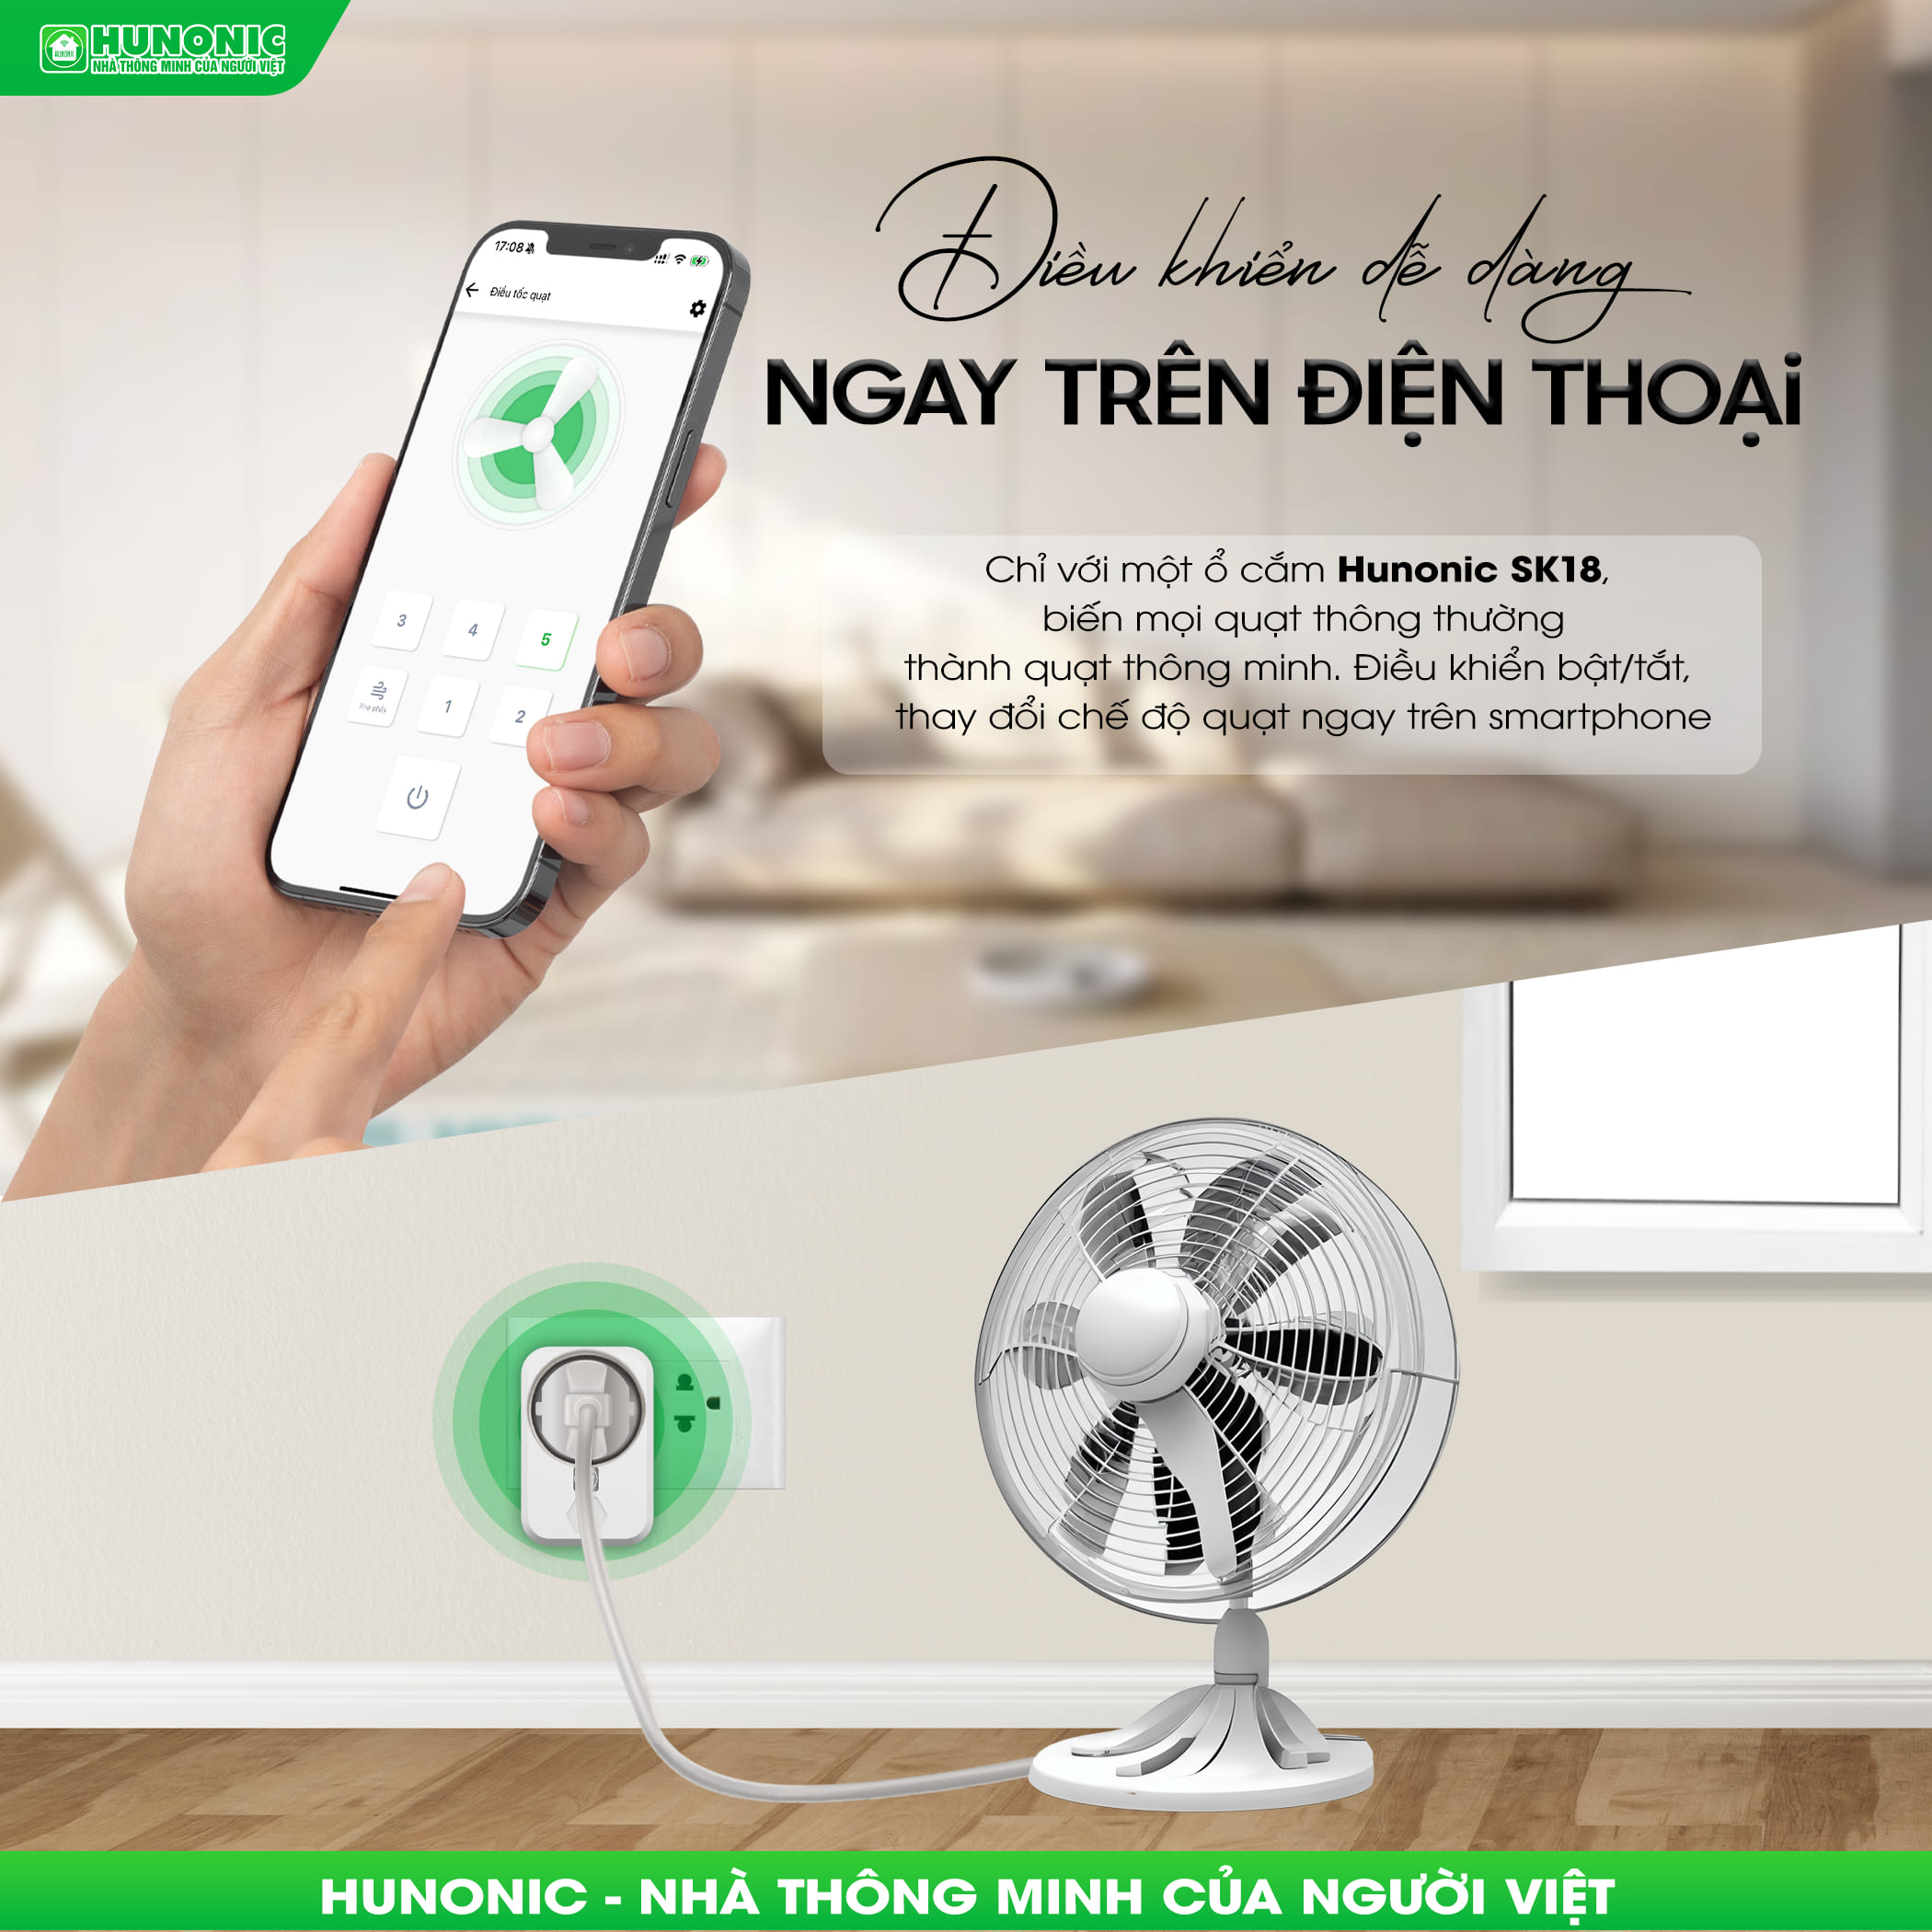 HUNONIC
NHÀ THÔNG MINH CỦA NGƯỜI VIỆT
HUNONIC
17:08
Điều tốc quạt
3 4 5
1 2
Điều khiển dễ dàng
NGAY TRÊN ĐIỆN THOẠi
Chỉ với một ổ cắm Hunonic SK18,
biến mọi quạt thông thường
thành quạt thông minh. Điều khiển bật/tắt,
thay đổi chế độ quạt ngay trên smartphone
HUNONIC - NHÀ THÔNG MINH CỦA NGƯỜI VIỆT